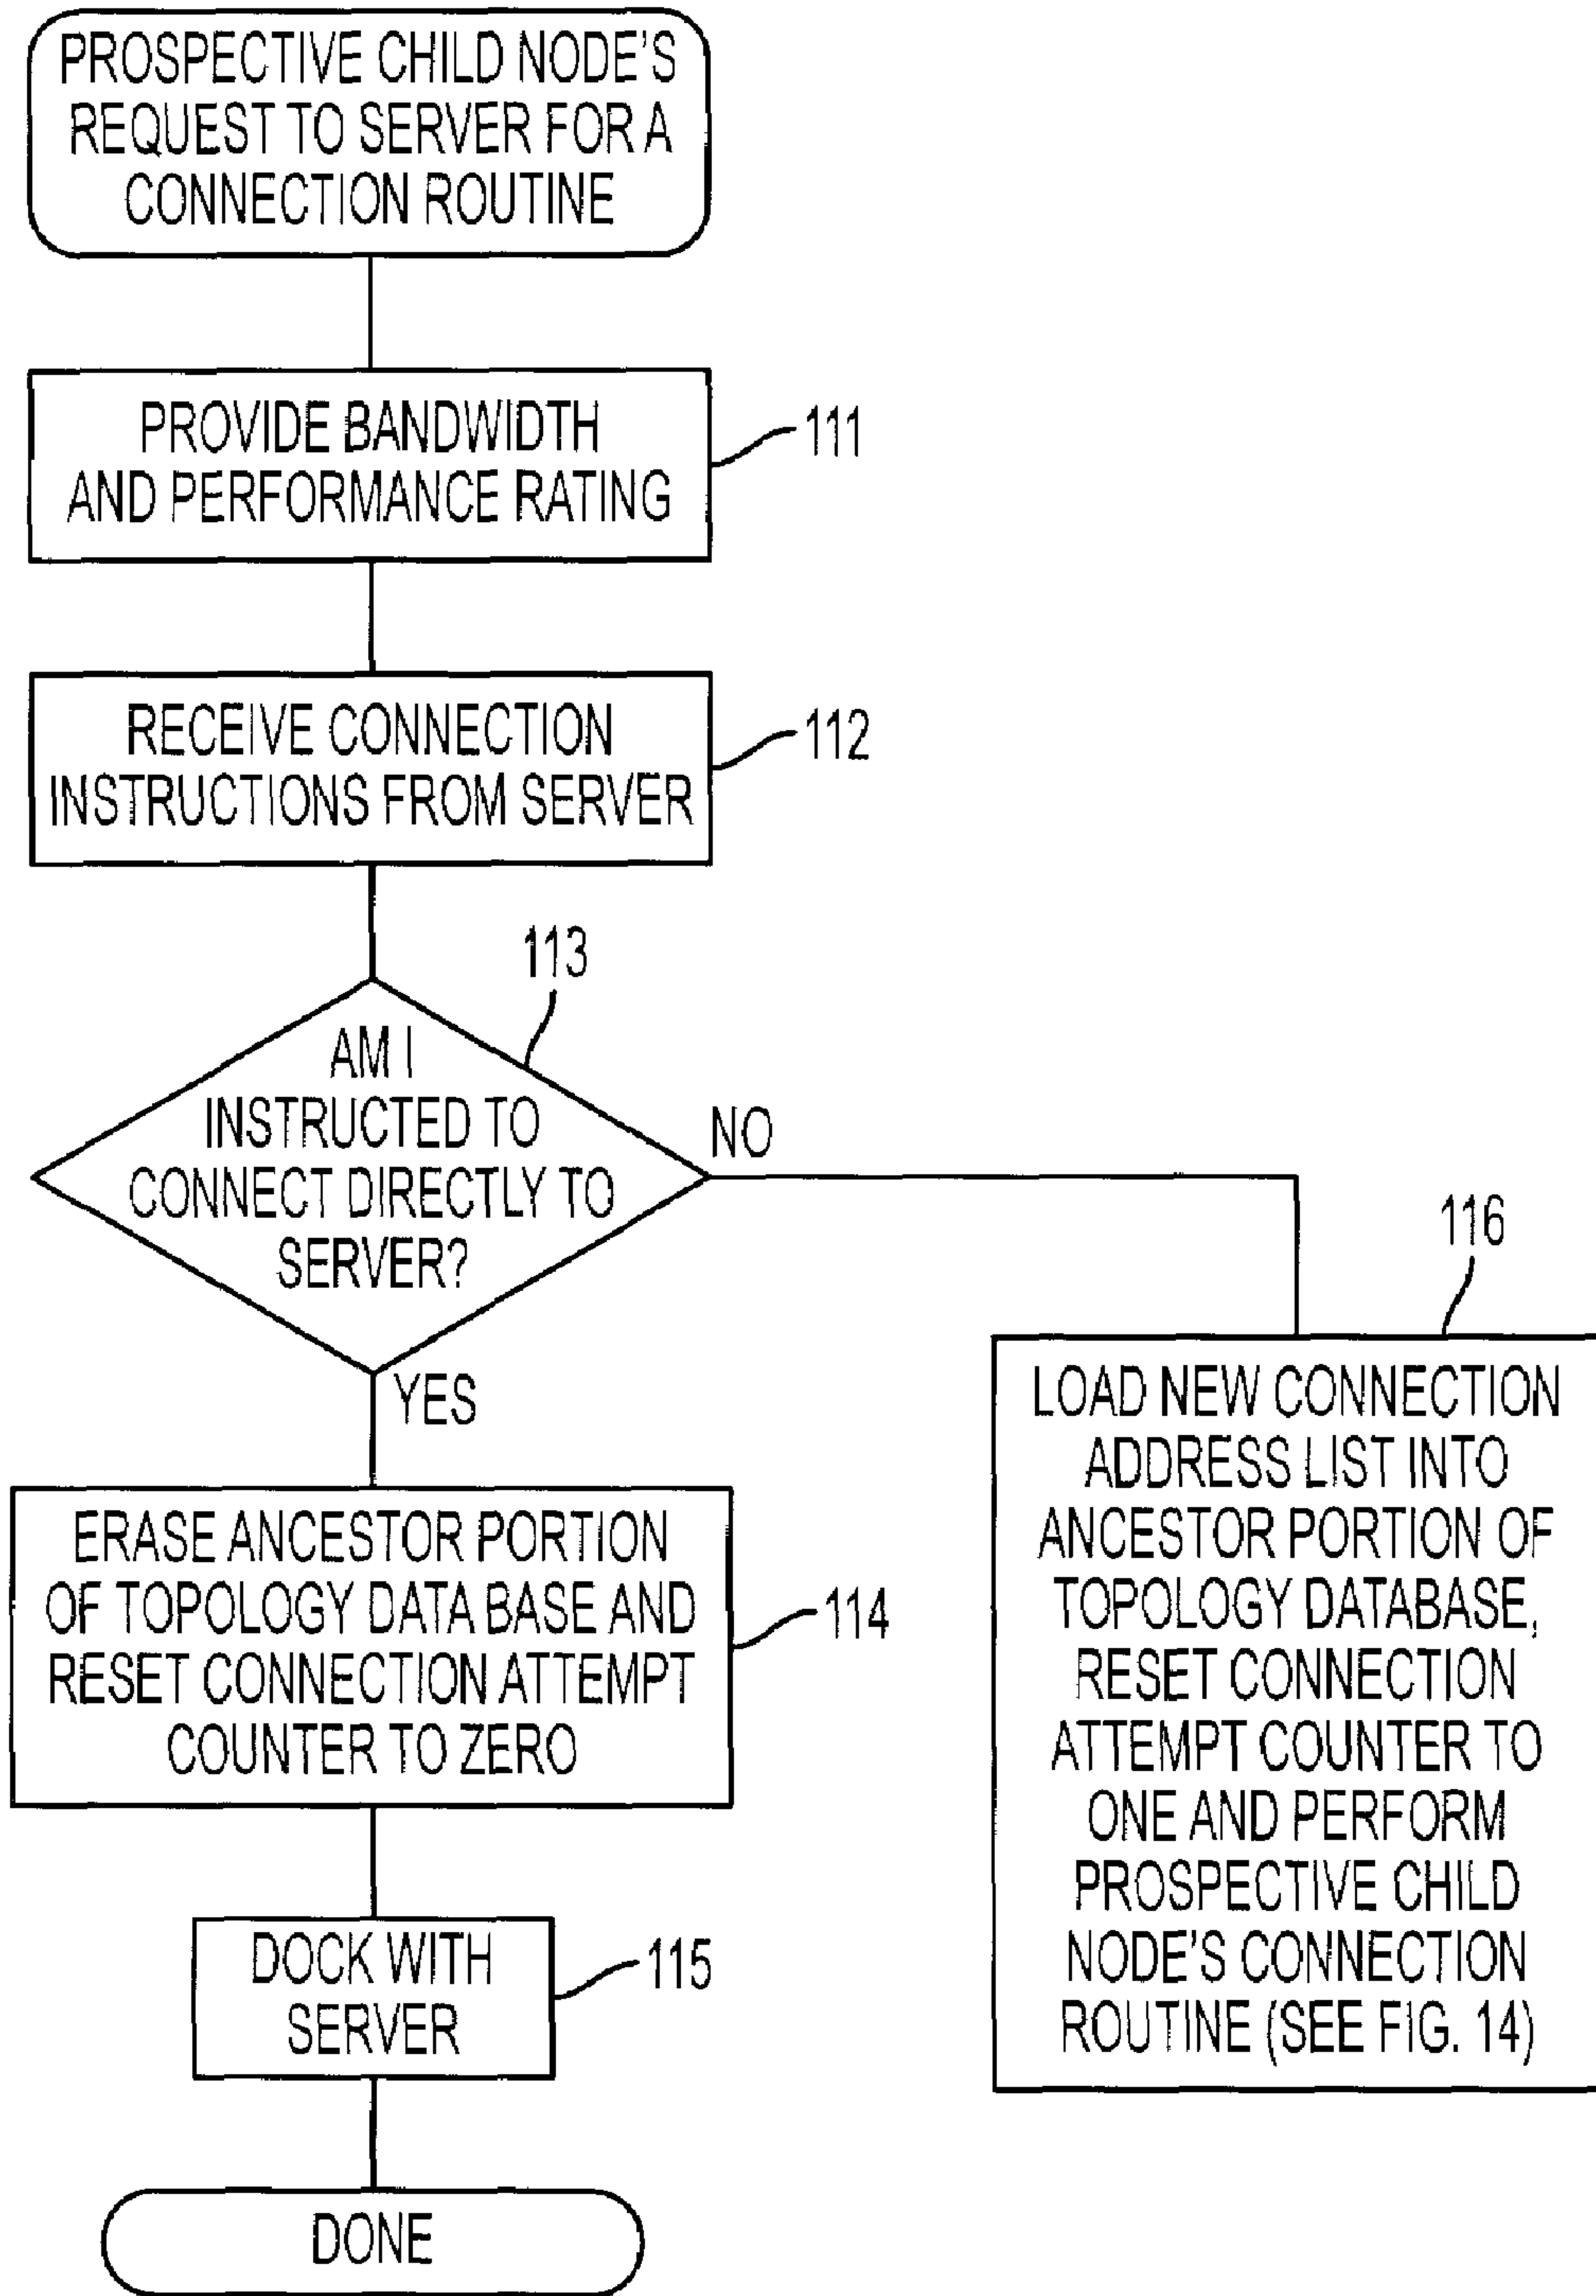 PROSPECTIVE CHILD NODE'S
REQUEST TO SERVER FOR A
CONNECTION ROUTINE
PROVIDE BANDWIDTH
AND PERFORMANCE RATING
111
RECEIVE CONNECTION
INSTRUCTIONS FROM SERVER
112
113
AM I
INSTRUCTED TO
CONNECT DIRECTLY TO
SERVER?
NO
YES
ERASE ANCESTOR PORTION
OF TOPOLOGY DATA BASE AND
RESET CONNECTION ATTEMPT
COUNTER TO ZERO
114
DOCK WITH
SERVER
115
DONE
116
LOAD NEW CONNECTION
ADDRESS LIST INTO
ANCESTOR PORTION OF
TOPOLOGY DATABASE,
RESET CONNECTION
ATTEMPT COUNTER TO
ONE AND PERFORM
PROSPECTIVE CHILD
NODE'S CONNECTION
ROUTINE (SEE FIG. 14)